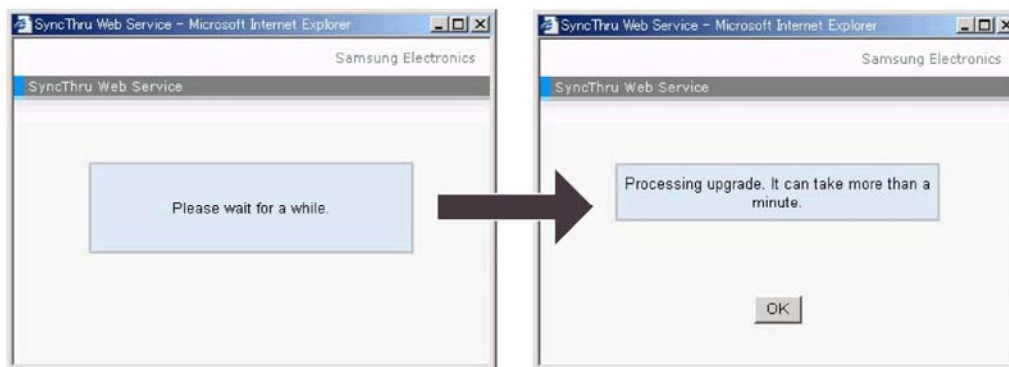 SyncThru Web Service - Microsoft Internet Explorer
Samsung Electronics
SyncThru Web Service
Please wait for a while.
SyncThru Web Service - Microsoft Internet Explorer
Samsung Electronics
SyncThru Web Service
Processing upgrade. It can take more than a
minute.
OK